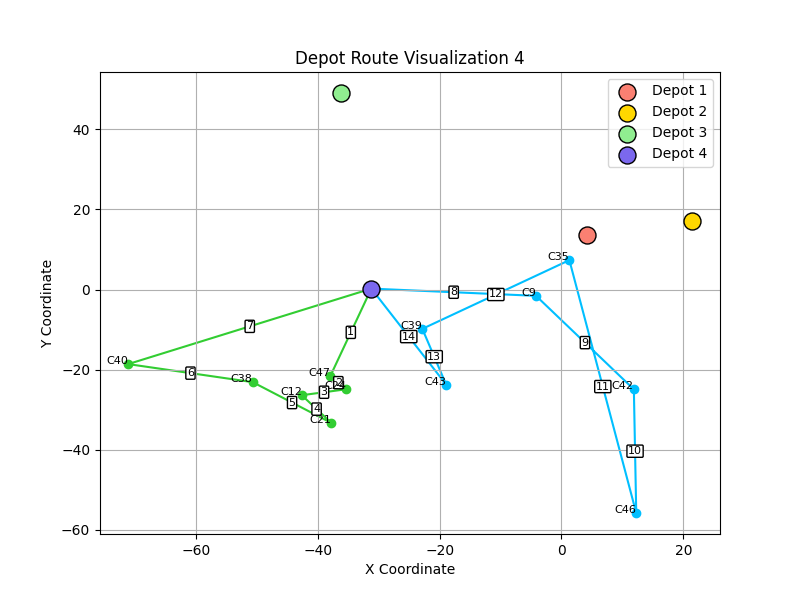 Depot Route Visualization 4
Depot 1
Depot 2
Depot 3
Depot 4
Y Coordinate
40
20
0
−20
−40
−60
−60
−40
−20
0
20
X Coordinate
C35
C9
C39
C40
C47
C38
C12
C21
C43
C42
C46
1
3
4
5
6
7
8
9
10
11
12
13
14